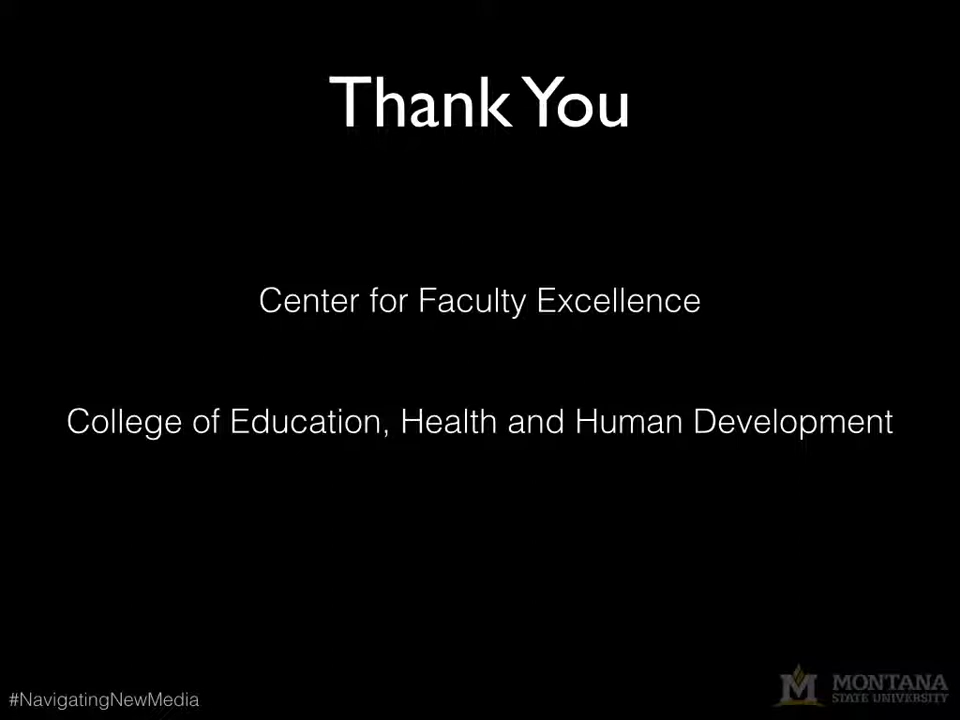 Thank You
Center for Faculty Excellence
College of Education, Health and Human Development
#NavigatingNewMedia
M MONTANA
STATE UNIVERSITY